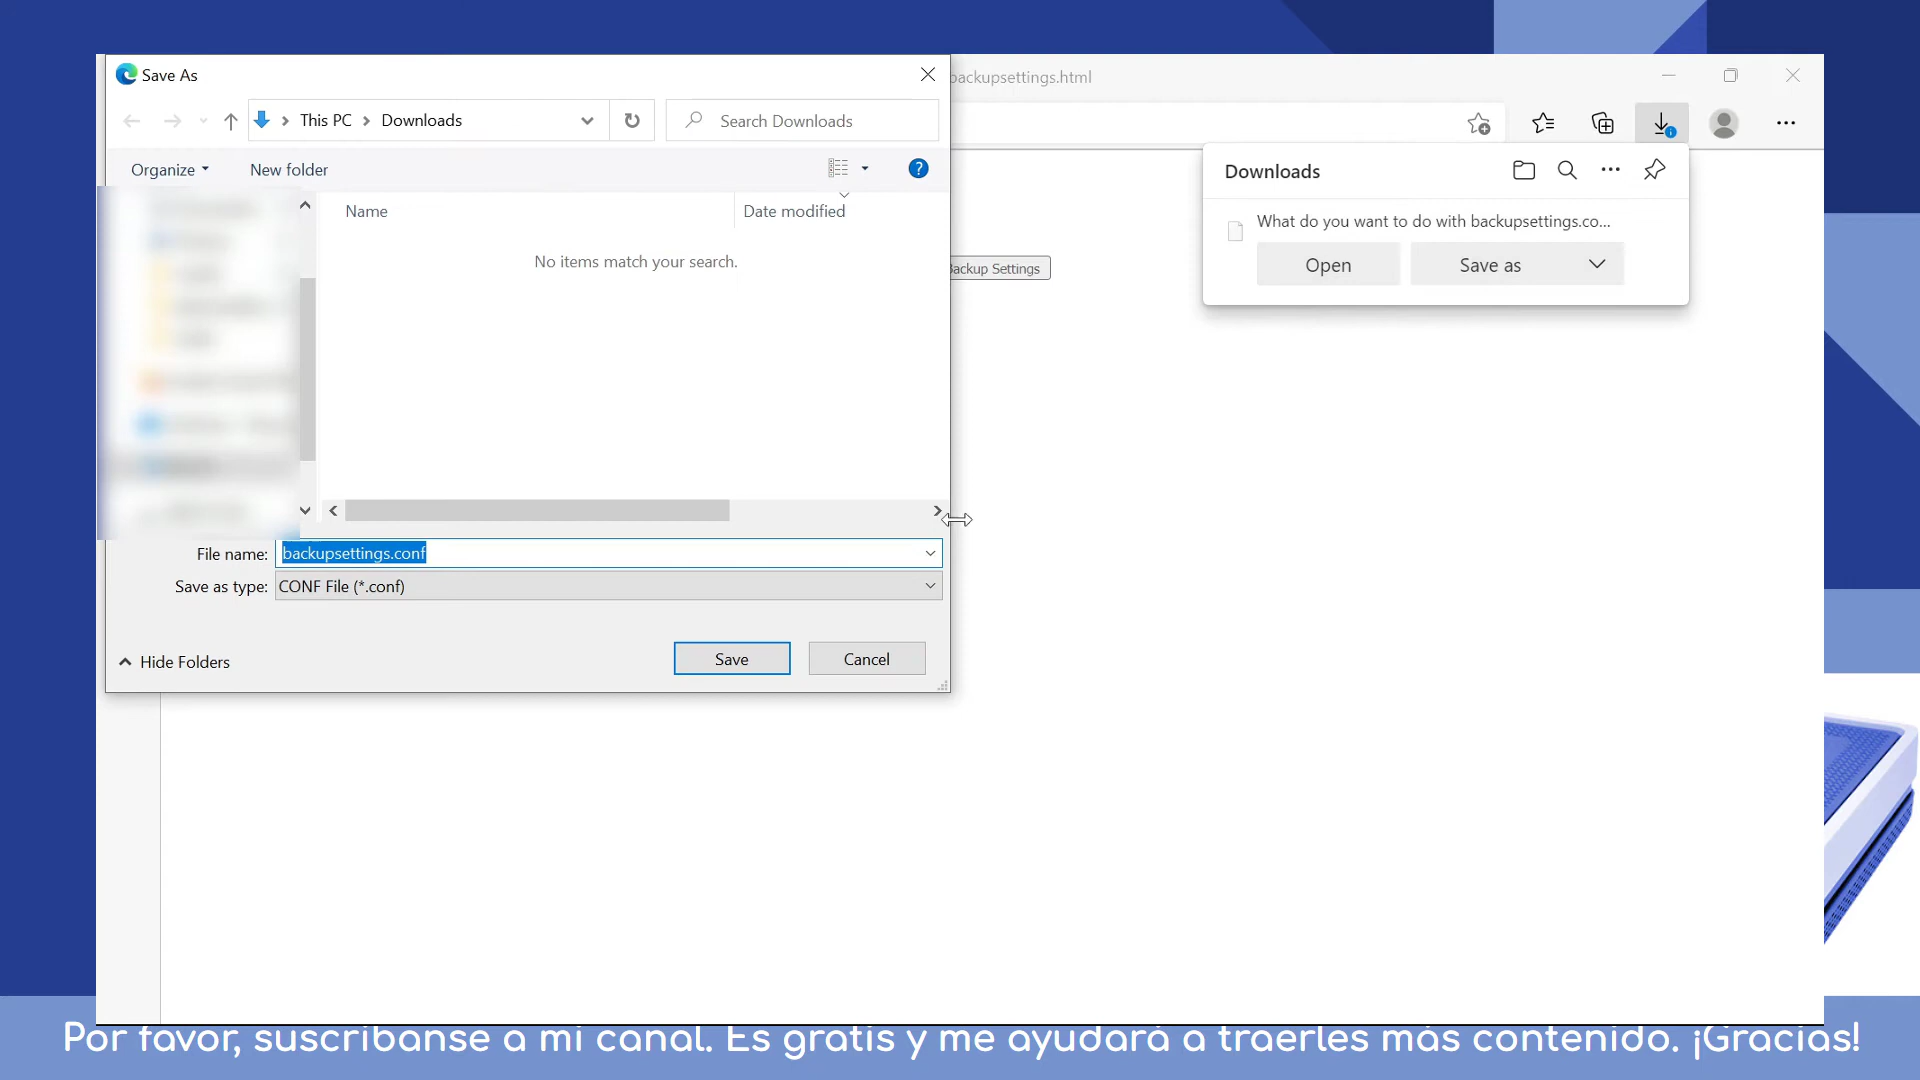 Save As
backupsettings.html
This PC
Downloads
Search Downloads
Organize
New folder
Name
Date modified
No items match your search.
Backup Settings
Downloads
What do you want to do with backupsettings.co...
Open
Save as
File name:
backupsettings.conf
Save as type:
CONF File (*.conf)
Hide Folders
Save
Cancel
Por favor, suscríbanse a mi canal. Es gratis y me ayudará a traerles más contenido. ¡Gracias!